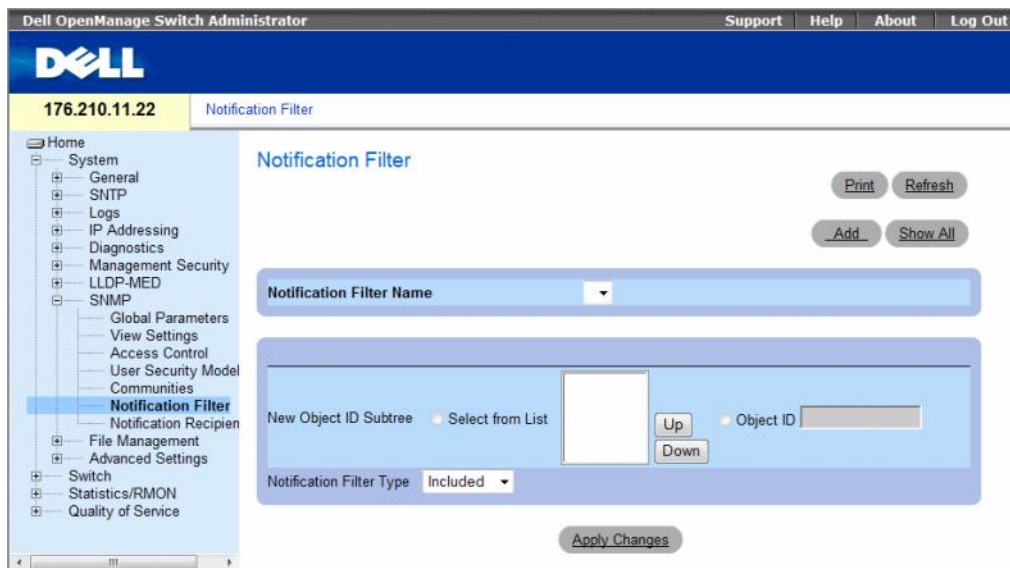 Dell OpenManage Switch Administrator
Support Help About Log Out
DELL
176.210.11.22 Notification Filter
Home
System
General
SNTP
Logs
IP Addressing
Diagnostics
Management Security
LLDP-MED
SNMP
Global Parameters
View Settings
Access Control
User Security Model
Communities
Notification Filter
Notification Recipien
File Management
Advanced Settings
Switch
Statistics/RMON
Quality of Service
Notification Filter
Print Refresh
Add Show All
Notification Filter Name
New Object ID Subtree Select from List Up Down Object ID
Notification Filter Type Included
Apply Changes